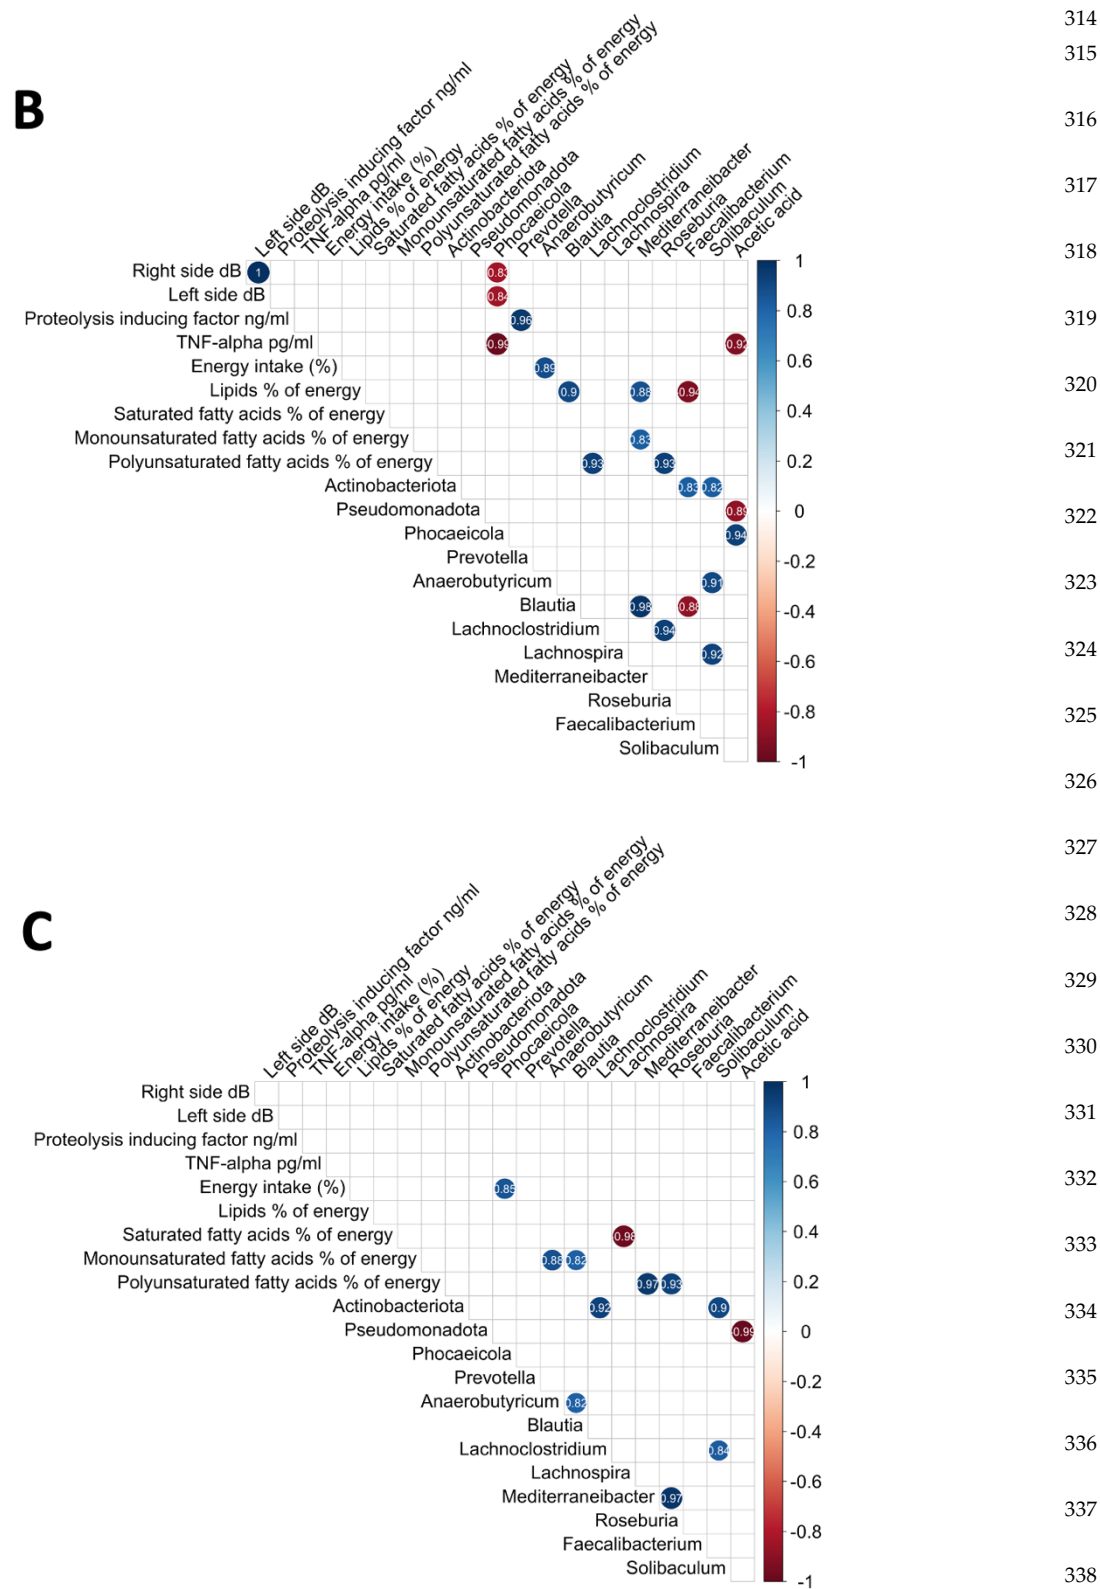 314
315
316
317
318
319
320
321
322
323
324
325
326
327
328
329
330
331
332
333
334
335
336
337
338
B
Left side dB
Proteolysis inducing factor ng/ml
TNF-alpha pg/ml
Energy intake (%)
Lipids % of energy
Saturated fatty acids % of energy
Monounsaturated fatty acids % of energy
Polyunsaturated fatty acids % of energy
Actinobacteriota
Pseudomonadota
Phocaeicola
Prevotella
Anaerobutyricum
Blautia
Lachnoclostridium
Lachnospira
Mediterraneibacter
Roseburia
Faecalibacterium
Solibaculum
Acetic acid
Right side dB 1 0.83
Left side dB 0.84
Proteolysis inducing factor ng/ml 0.96
TNF-alpha pg/ml -0.99 0.92
Energy intake (%) 0.89
Lipids % of energy 0.9 0.88 0.94
Saturated fatty acids % of energy
Monounsaturated fatty acids % of energy 0.83
Polyunsaturated fatty acids % of energy 0.93 0.93
Actinobacteriota 0.83 0.82
Pseudomonadota 0.89
Phocaeicola 0.94
Prevotella
Anaerobutyricum 0.91
Blautia 0.98 0.88
Lachnoclostridium 0.94
Lachnospira 0.92
Mediterraneibacter
Roseburia
Faecalibacterium
Solibaculum
1
0.8
0.6
0.4
0.2
0
-0.2
-0.4
-0.6
-0.8
-1
C
Left side dB
Proteolysis inducing factor ng/ml
TNF-alpha pg/ml
Energy intake (%)
Lipids % of energy
Saturated fatty acids % of energy
Monounsaturated fatty acids % of energy
Polyunsaturated fatty acids % of energy
Actinobacteriota
Pseudomonadota
Phocaeicola
Prevotella
Anaerobutyricum
Blautia
Lachnoclostridium
Lachnospira
Mediterraneibacter
Roseburia
Faecalibacterium
Solibaculum
Acetic acid
Right side dB
Left side dB
Proteolysis inducing factor ng/ml
TNF-alpha pg/ml
Energy intake (%) 0.85
Lipids % of energy
Saturated fatty acids % of energy 0.98
Monounsaturated fatty acids % of energy 0.88 0.82
Polyunsaturated fatty acids % of energy 0.97 0.93
Actinobacteriota 0.92 0.9
Pseudomonadota -0.99
Phocaeicola
Prevotella
Anaerobutyricum 0.82
Blautia
Lachnoclostridium 0.84
Lachnospira
Mediterraneibacter 0.97
Roseburia
Faecalibacterium
Solibaculum
1
0.8
0.6
0.4
0.2
0
-0.2
-0.4
-0.6
-0.8
-1